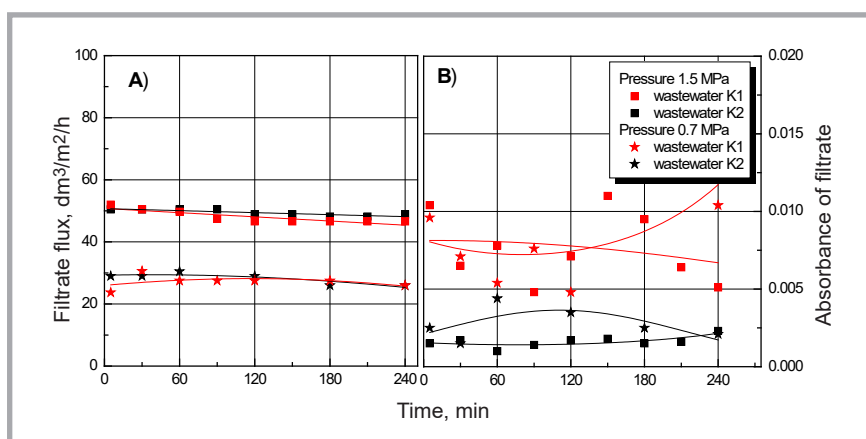 A)
B)
Filtrate flux, dm³/m²/h
100
80
60
40
20
0
0 60 120 180 240
Pressure 1.5 MPa
wastewater K1
wastewater K2
Pressure 0.7 MPa
wastewater K1
wastewater K2
0 60 120 180 240
0.020
0.015
0.010
0.005
0.000
Absorbance of filtrate
Time, min